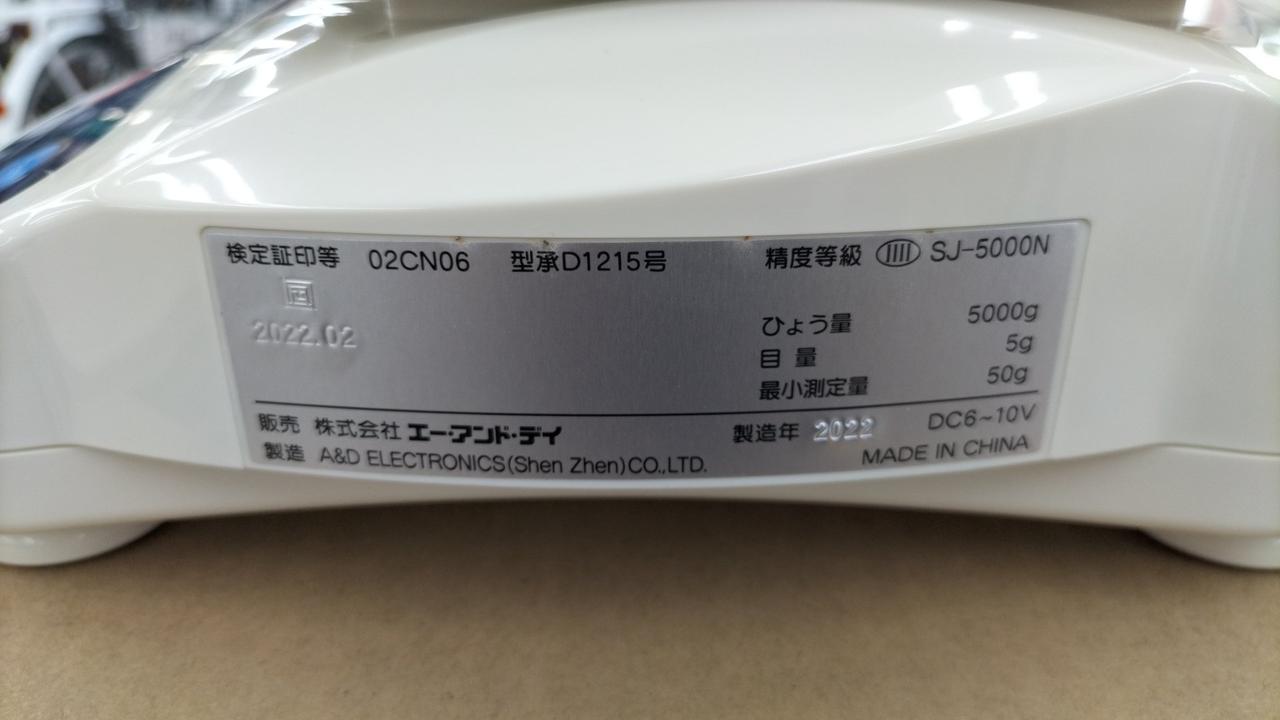 検定証印等 02CN06 型承D1215号 精度等級 IIII SJ-5000N
2022.02
ひょう量 5000g
目量 5g
最小測定量 50g
販売 株式会社 エー・アンド・デイ 製造年 2022 DC6~10V
製造 A&D ELECTRONICS(Shen Zhen)CO.,LTD. MADE IN CHINA